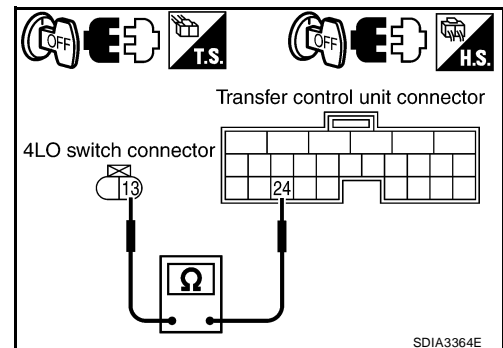 OFF
T.S.
OFF
H.S.
Transfer control unit connector
4LO switch connector
13
24
Ω
SDIA3364E